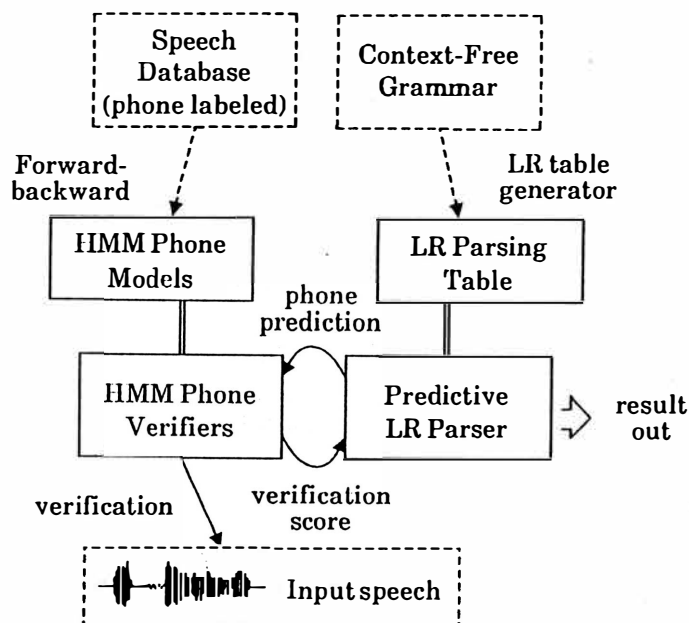 Speech
Database
(phone labeled)
Context-Free
Grammar
Forward-
backward
LR table
generator
HMM Phone
Models
LR Parsing
Table
phone
prediction
HMM Phone
Verifiers
Predictive
LR Parser
result
out
verification
verification
score
Input speech